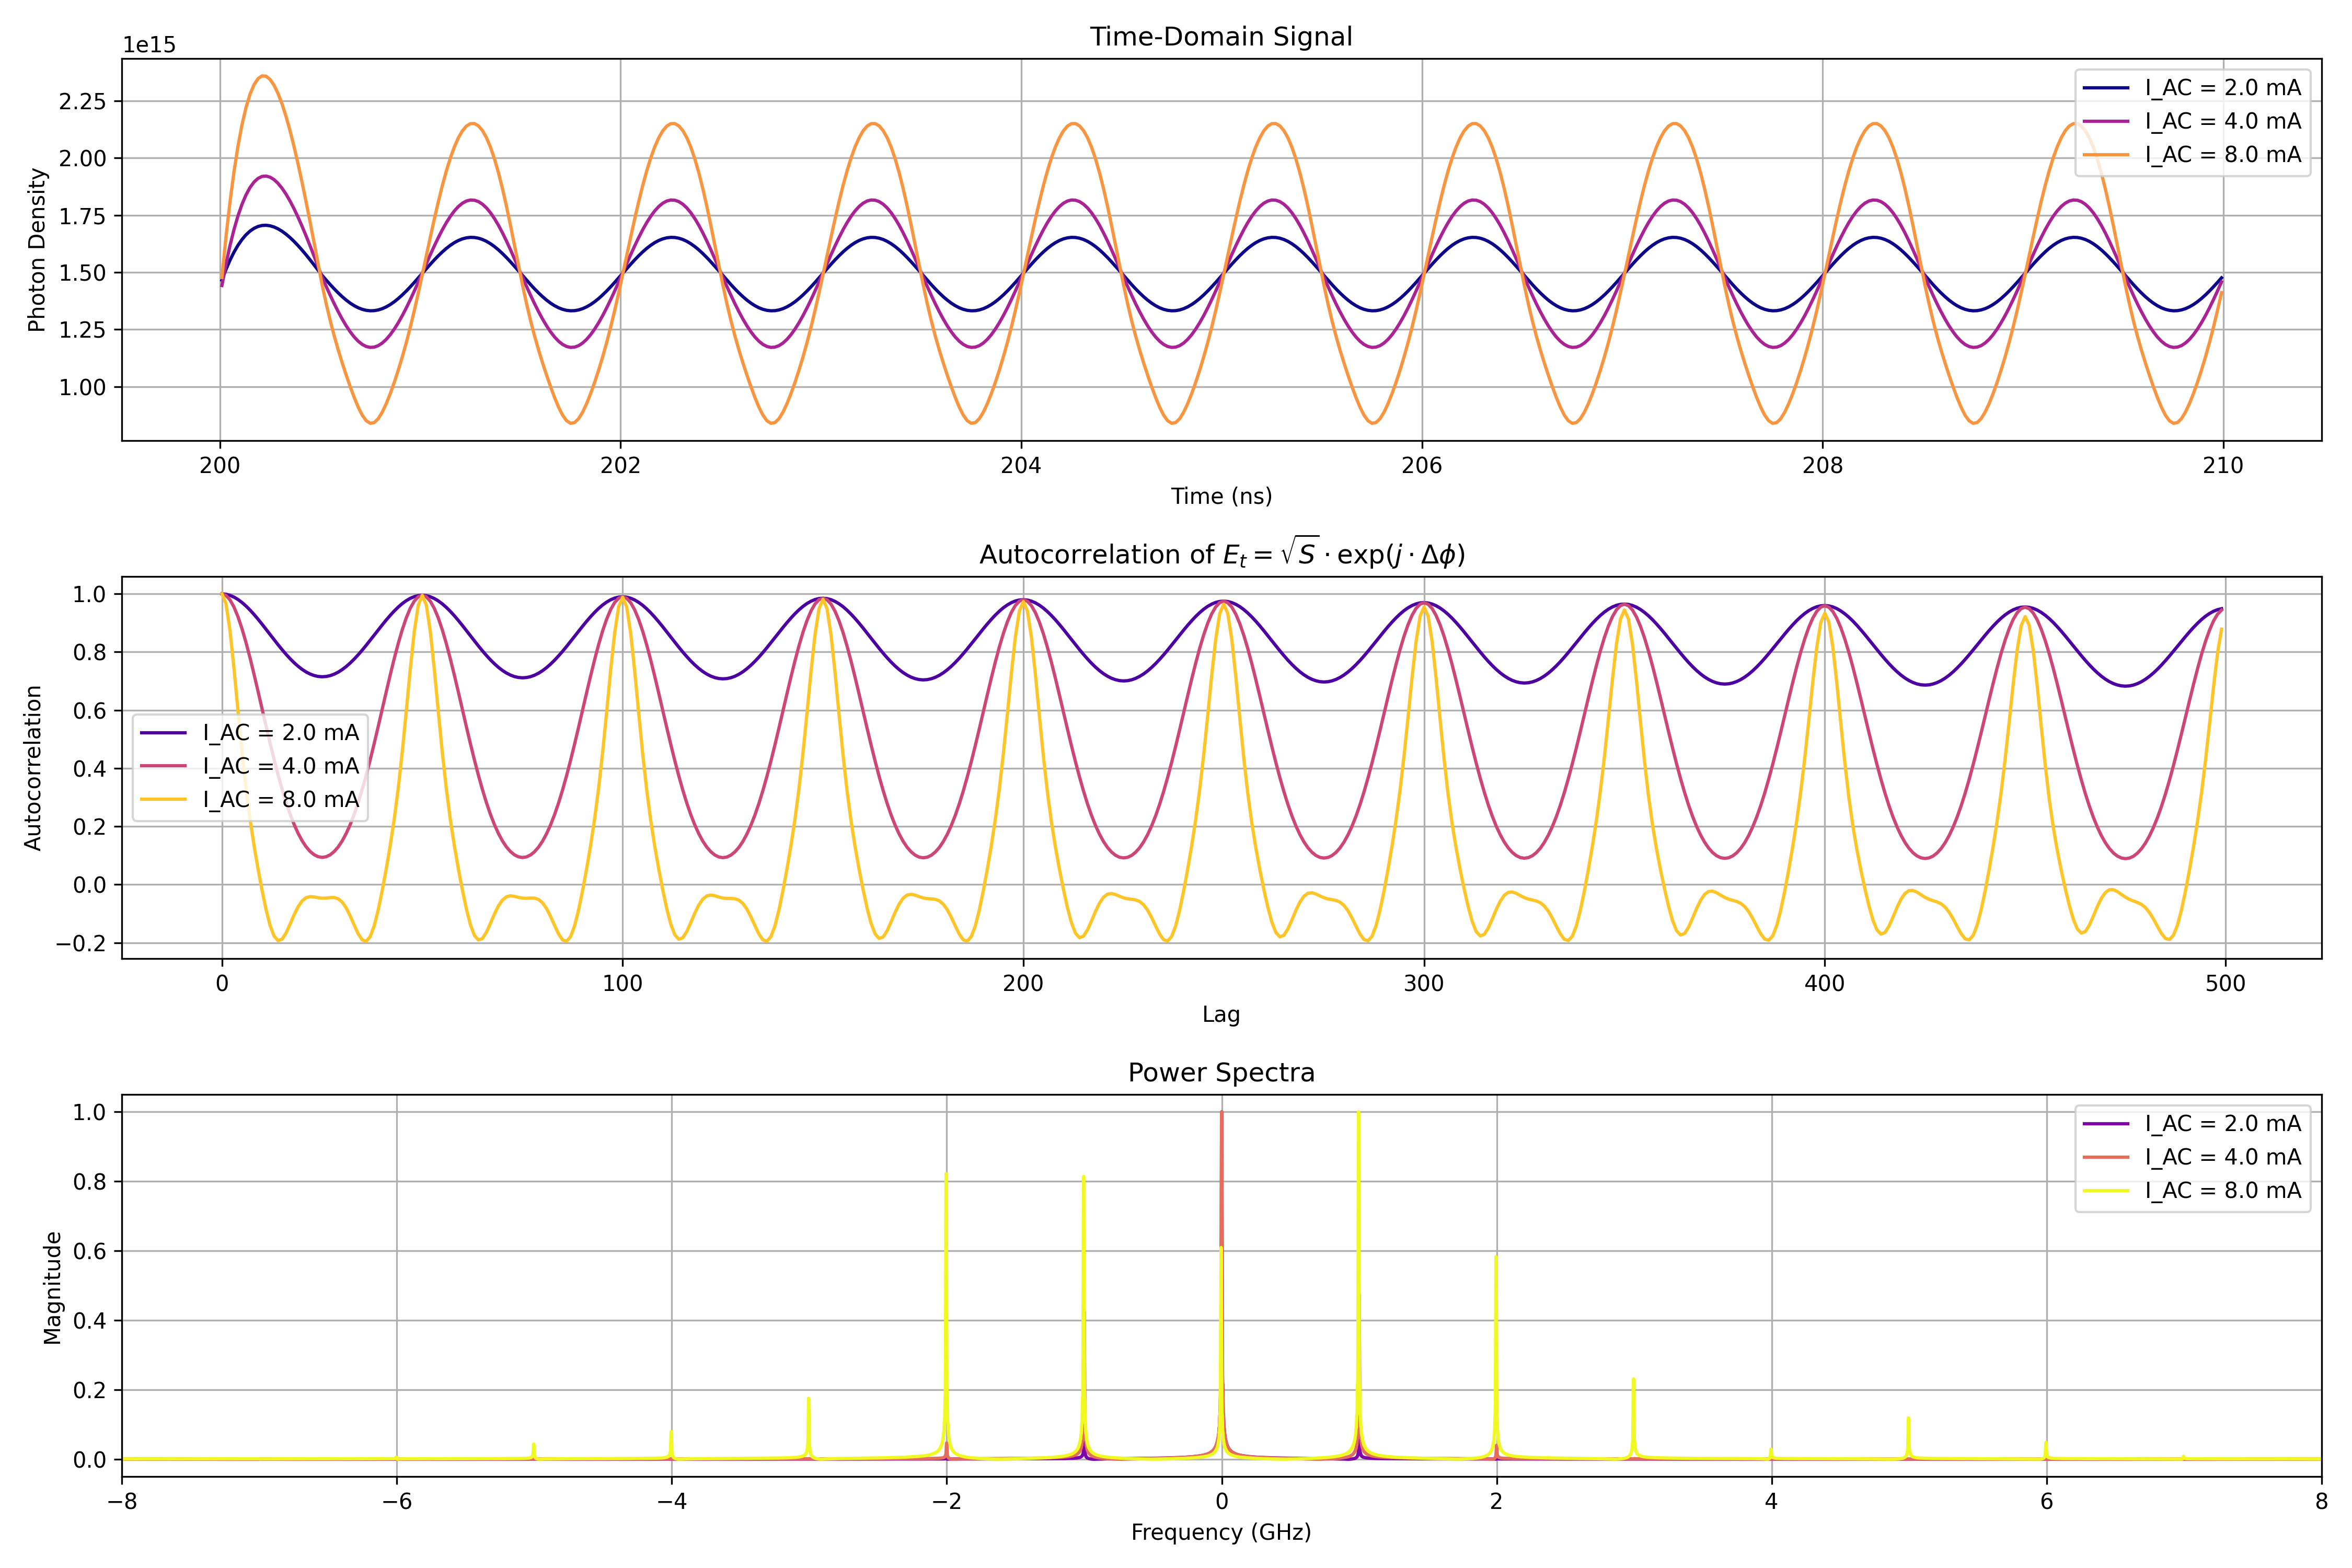 Time-Domain Signal
1e15
2.25
2.00
1.75
1.50
1.25
1.00
Photon Density
I_AC = 2.0 mA
I_AC = 4.0 mA
I_AC = 8.0 mA
200 202 204 206 208 210
Time (ns)
Autocorrelation of $E_t = \sqrt{S} \cdot \exp(j \cdot \Delta\phi)$
1.0
0.8
0.6
0.4
0.2
0.0
−0.2
Autocorrelation
I_AC = 2.0 mA
I_AC = 4.0 mA
I_AC = 8.0 mA
0 100 200 300 400 500
Lag
Power Spectra
1.0
0.8
0.6
0.4
0.2
0.0
Magnitude
I_AC = 2.0 mA
I_AC = 4.0 mA
I_AC = 8.0 mA
−8 −6 −4 −2 0 2 4 6 8
Frequency (GHz)